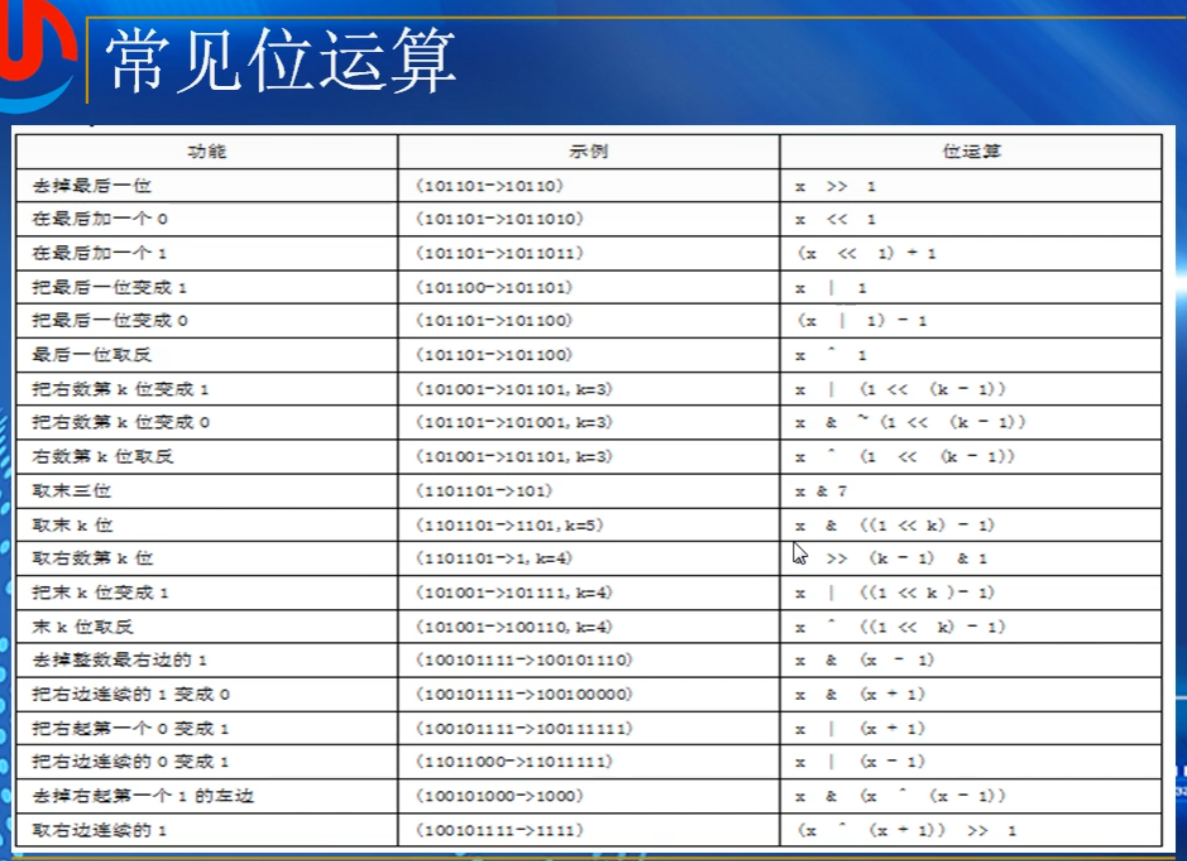 常见位运算
功能 示例 位运算
去掉最后一位 (101101->10110) x >> 1
在最后加一个 0 (101101->1011010) x << 1
在最后加一个 1 (101101->1011011) (x << 1) + 1
把最后一位变成 1 (101100->101101) x | 1
把最后一位变成 0 (101101->101100) (x | 1) - 1
最后一位取反 (101101->101100) x ^ 1
把右数第 k 位变成 1 (101001->101101,k=3) x | (1 << (k - 1))
把右数第 k 位变成 0 (101101->101001,k=3) x & ~ (1 << (k - 1))
右数第 k 位取反 (101001->101101,k=3) x ^ (1 << (k - 1))
取末三位 (1101101->101) x & 7
取末 k 位 (1101101->1101,k=5) x & ((1 << k) - 1)
取右数第 k 位 (1101101->1,k=4) >> (k - 1) & 1
把末 k 位变成 1 (101001->101111,k=4) x | ((1 << k )- 1)
末 k 位取反 (101001->100110,k=4) x ^ ((1 << k) - 1)
去掉整数最右边的 1 (100101111->100101110) x & (x - 1)
把右边连续的 1 变成 0 (100101111->100100000) x & (x + 1)
把右起第一个 0 变成 1 (100101111->100111111) x | (x + 1)
把右边连续的 0 变成 1 (11011000->11011111) x | (x - 1)
去掉右起第一个 1 的左边 (100101000->1000) x & (x ^ (x - 1))
取右边连续的 1 (100101111->1111) (x ^ (x + 1)) >> 1